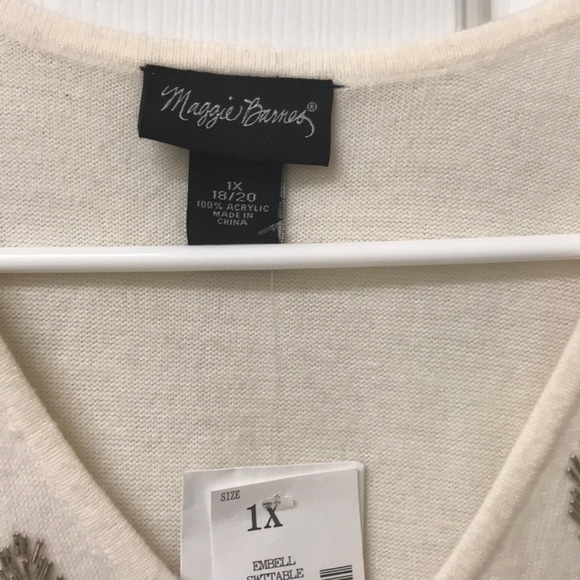 Maggie Barnes®
1X
18/20
100% ACRYLIC
MADE IN
CHINA
SIZE
1X
EMBELL
SWTTABLE